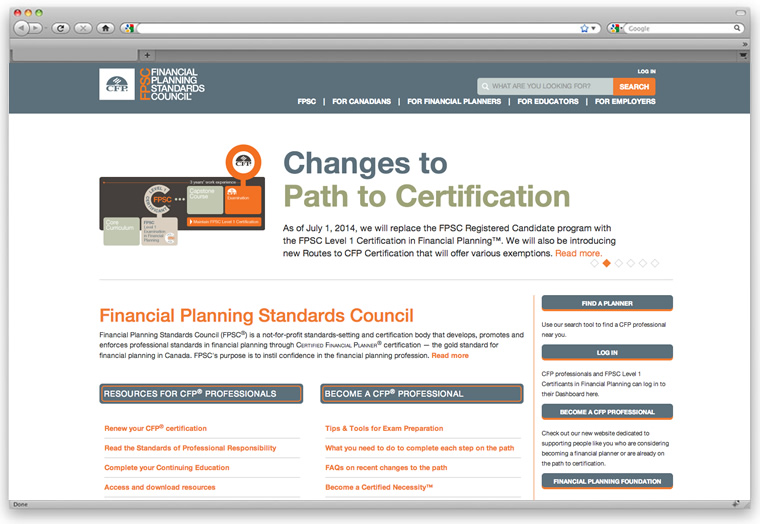 Google
LOG IN
CFP
FPSC
FINANCIAL
PLANNING
STANDARDS
COUNCIL
WHAT ARE YOU LOOKING FOR?
SEARCH
FPSC | FOR CANADIANS | FOR FINANCIAL PLANNERS | FOR EDUCATORS | FOR EMPLOYERS
CFP
3 years' work experience
LEVEL 1
FPSC
Capstone
Course
CFP
Examination
Maintain FPSC Level 1 Certification
Core
Curriculum
FPSC
Level 1
Examination
in Financial
Planning
Changes to
Path to Certification
As of July 1, 2014, we will replace the FPSC Registered Candidate program with
the FPSC Level 1 Certification in Financial Planning™. We will also be introducing
new Routes to CFP Certification that will offer various exemptions. Read more.
Financial Planning Standards Council
Financial Planning Standards Council (FPSC®) is a not-for-profit standards-setting and certification body that develops, promotes and
enforces professional standards in financial planning through CERTIFIED FINANCIAL PLANNER® certification — the gold standard for
financial planning in Canada. FPSC's purpose is to instil confidence in the financial planning profession. Read more
RESOURCES FOR CFP® PROFESSIONALS
Renew your CFP® certification
Read the Standards of Professional Responsibility
Complete your Continuing Education
Access and download resources
BECOME A CFP® PROFESSIONAL
Tips & Tools for Exam Preparation
What you need to do to complete each step on the path
FAQs on recent changes to the path
Become a Certified Necessity™
FIND A PLANNER
Use our search tool to find a CFP professional
near you.
LOG IN
CFP professionals and FPSC Level 1
Certificants in Financial Planning can log in to
their Dashboard here.
BECOME A CFP PROFESSIONAL
Check out our new website dedicated to
supporting people like you who are considering
becoming a financial planner or are already on
the path to certification.
FINANCIAL PLANNING FOUNDATION
Done